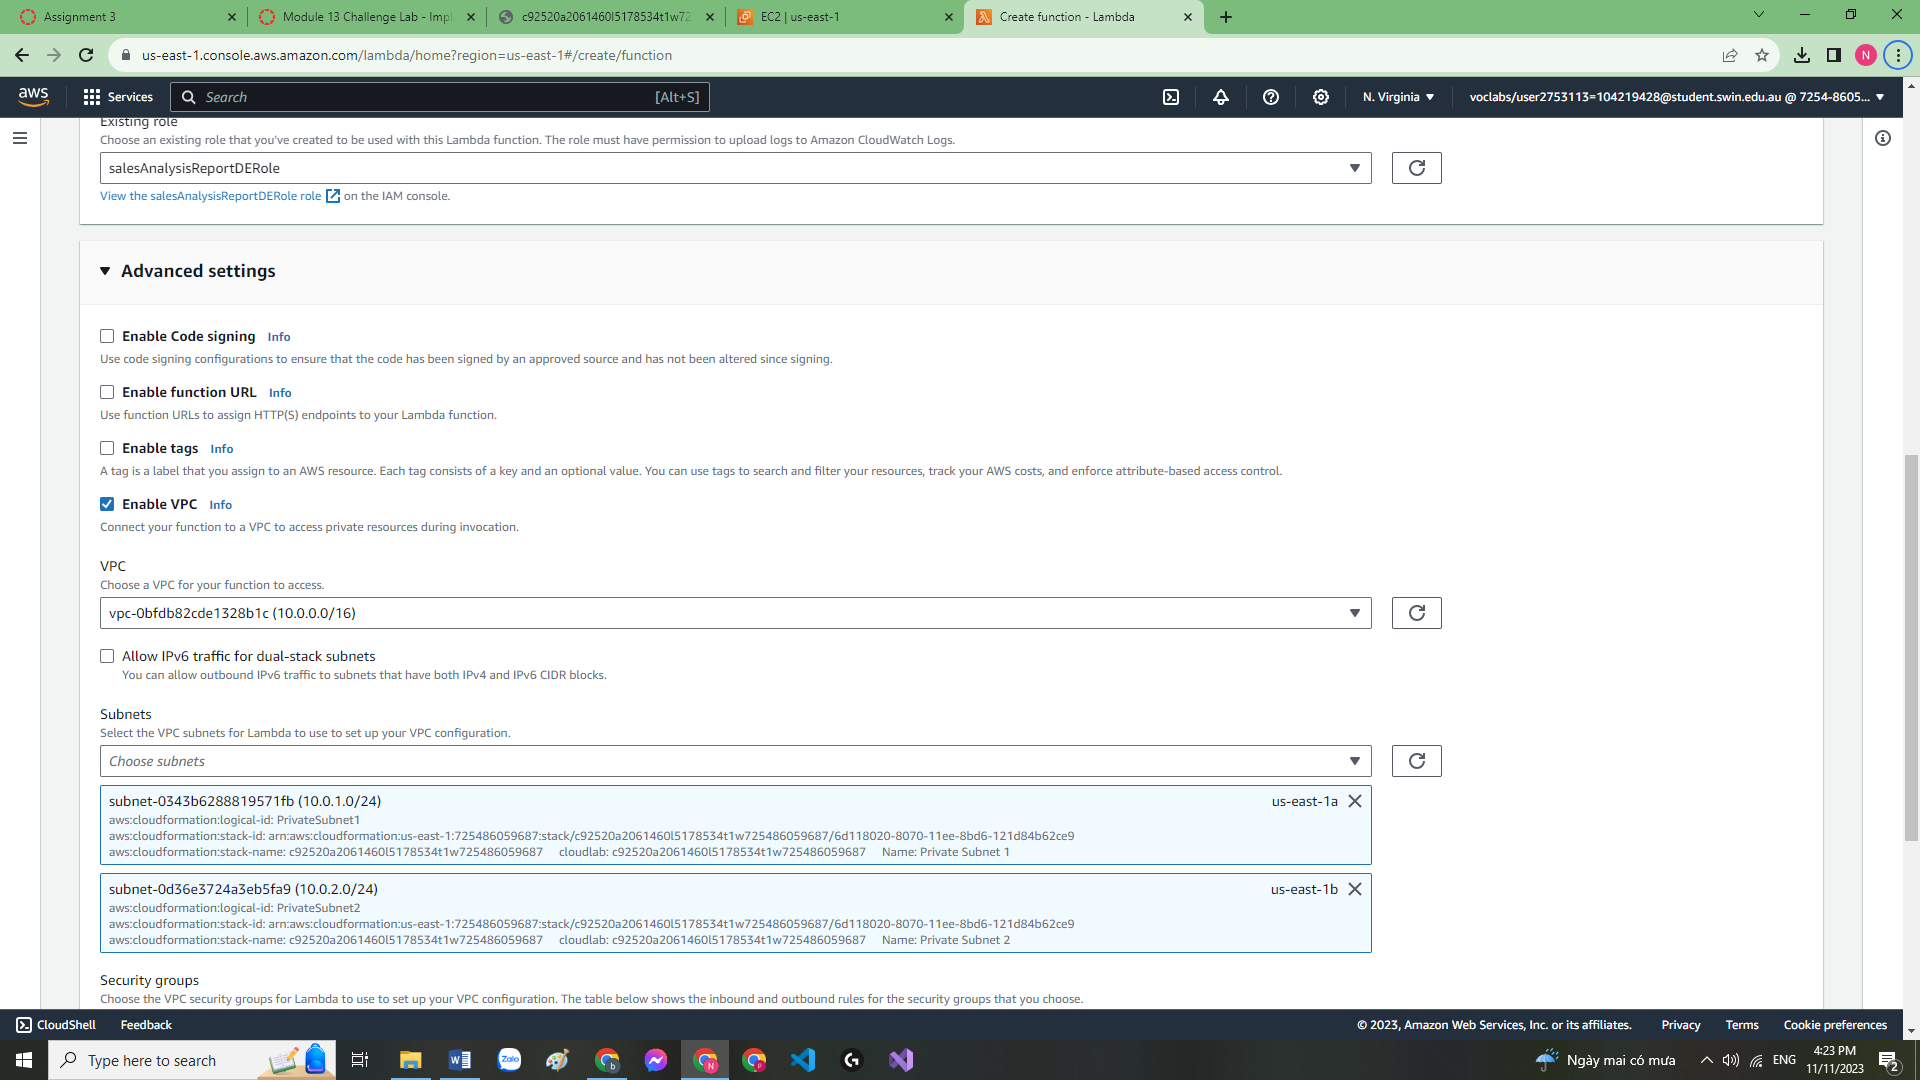 Assignment 3
Module 13 Challenge Lab - Impl
c92520a2061460l5178534t1w72
EC2 | us-east-1
Create function - Lambda
us-east-1.console.aws.amazon.com/lambda/home?region=us-east-1#/create/function
N
aws
Services
Search
[Alt+S]
N. Virginia
voclabs/user2753113=104219428@student.swin.edu.au @ 7254-8605...
Existing role
Choose an existing role that you've created to be used with this Lambda function. The role must have permission to upload logs to Amazon CloudWatch Logs.
salesAnalysisReportDERole
View the salesAnalysisReportDERole role on the IAM console.
Advanced settings
Enable Code signing Info
Use code signing configurations to ensure that the code has been signed by an approved source and has not been altered since signing.
Enable function URL Info
Use function URLs to assign HTTP(S) endpoints to your Lambda function.
Enable tags Info
A tag is a label that you assign to an AWS resource. Each tag consists of a key and an optional value. You can use tags to search and filter your resources, track your AWS costs, and enforce attribute-based access control.
Enable VPC Info
Connect your function to a VPC to access private resources during invocation.
VPC
Choose a VPC for your function to access.
vpc-0bfdb82cde1328b1c (10.0.0.0/16)
Allow IPv6 traffic for dual-stack subnets
You can allow outbound IPv6 traffic to subnets that have both IPv4 and IPv6 CIDR blocks.
Subnets
Select the VPC subnets for Lambda to use to set up your VPC configuration.
Choose subnets
subnet-0343b6288819571fb (10.0.1.0/24) us-east-1a
aws:cloudformation:logical-id: PrivateSubnet1
aws:cloudformation:stack-id: arn:aws:cloudformation:us-east-1:725486059687:stack/c92520a2061460l5178534t1w725486059687/6d118020-8070-11ee-8bd6-121d84b62ce9
aws:cloudformation:stack-name: c92520a2061460l5178534t1w725486059687 cloudlab: c92520a2061460l5178534t1w725486059687 Name: Private Subnet 1
subnet-0d36e3724a3eb5fa9 (10.0.2.0/24) us-east-1b
aws:cloudformation:logical-id: PrivateSubnet2
aws:cloudformation:stack-id: arn:aws:cloudformation:us-east-1:725486059687:stack/c92520a2061460l5178534t1w725486059687/6d118020-8070-11ee-8bd6-121d84b62ce9
aws:cloudformation:stack-name: c92520a2061460l5178534t1w725486059687 cloudlab: c92520a2061460l5178534t1w725486059687 Name: Private Subnet 2
Security groups
Choose the VPC security groups for Lambda to use to set up your VPC configuration. The table below shows the inbound and outbound rules for the security groups that you choose.
CloudShell Feedback © 2023, Amazon Web Services, Inc. or its affiliates. Privacy Terms Cookie preferences
Type here to search
Zalo
Ngày mai có mưa
ENG
4:23 PM
11/11/2023
2